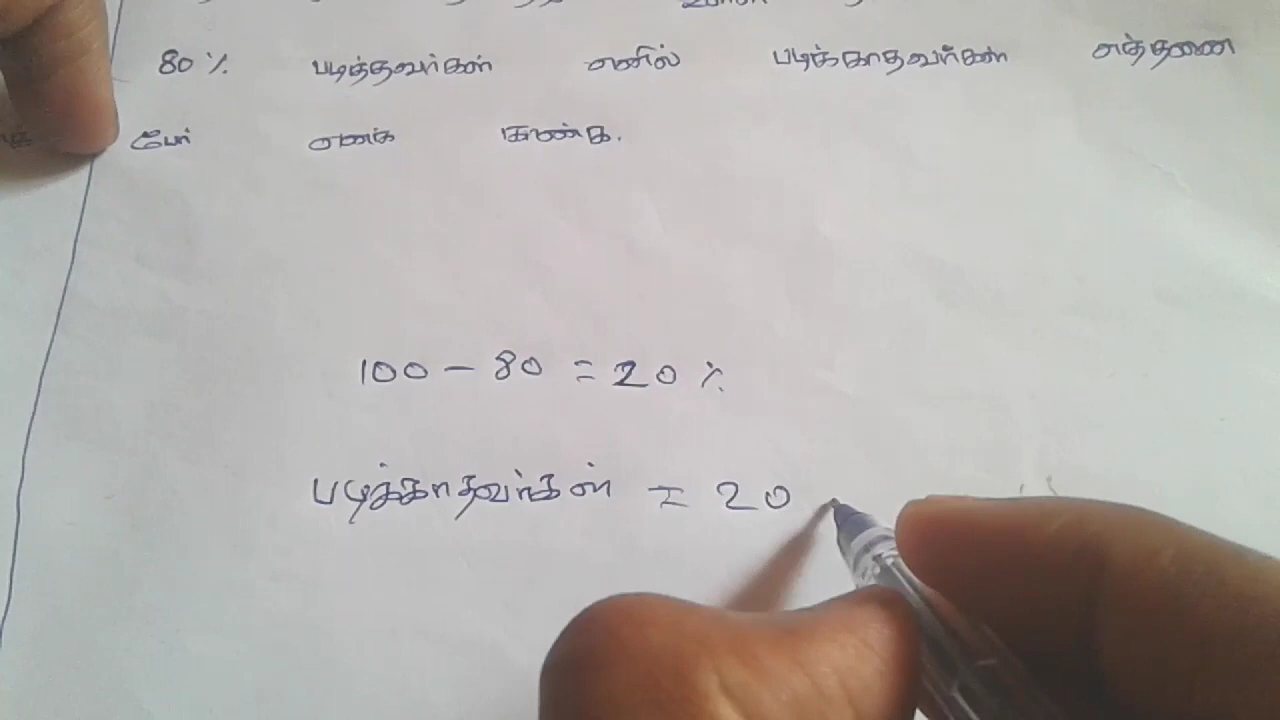 80 % படித்தவர்கள் எனில் படிக்காதவர்கள் எத்தனை
பேர் எனக் காண்க.
100 - 80 = 20 %
படிக்காதவர்கள் = 20